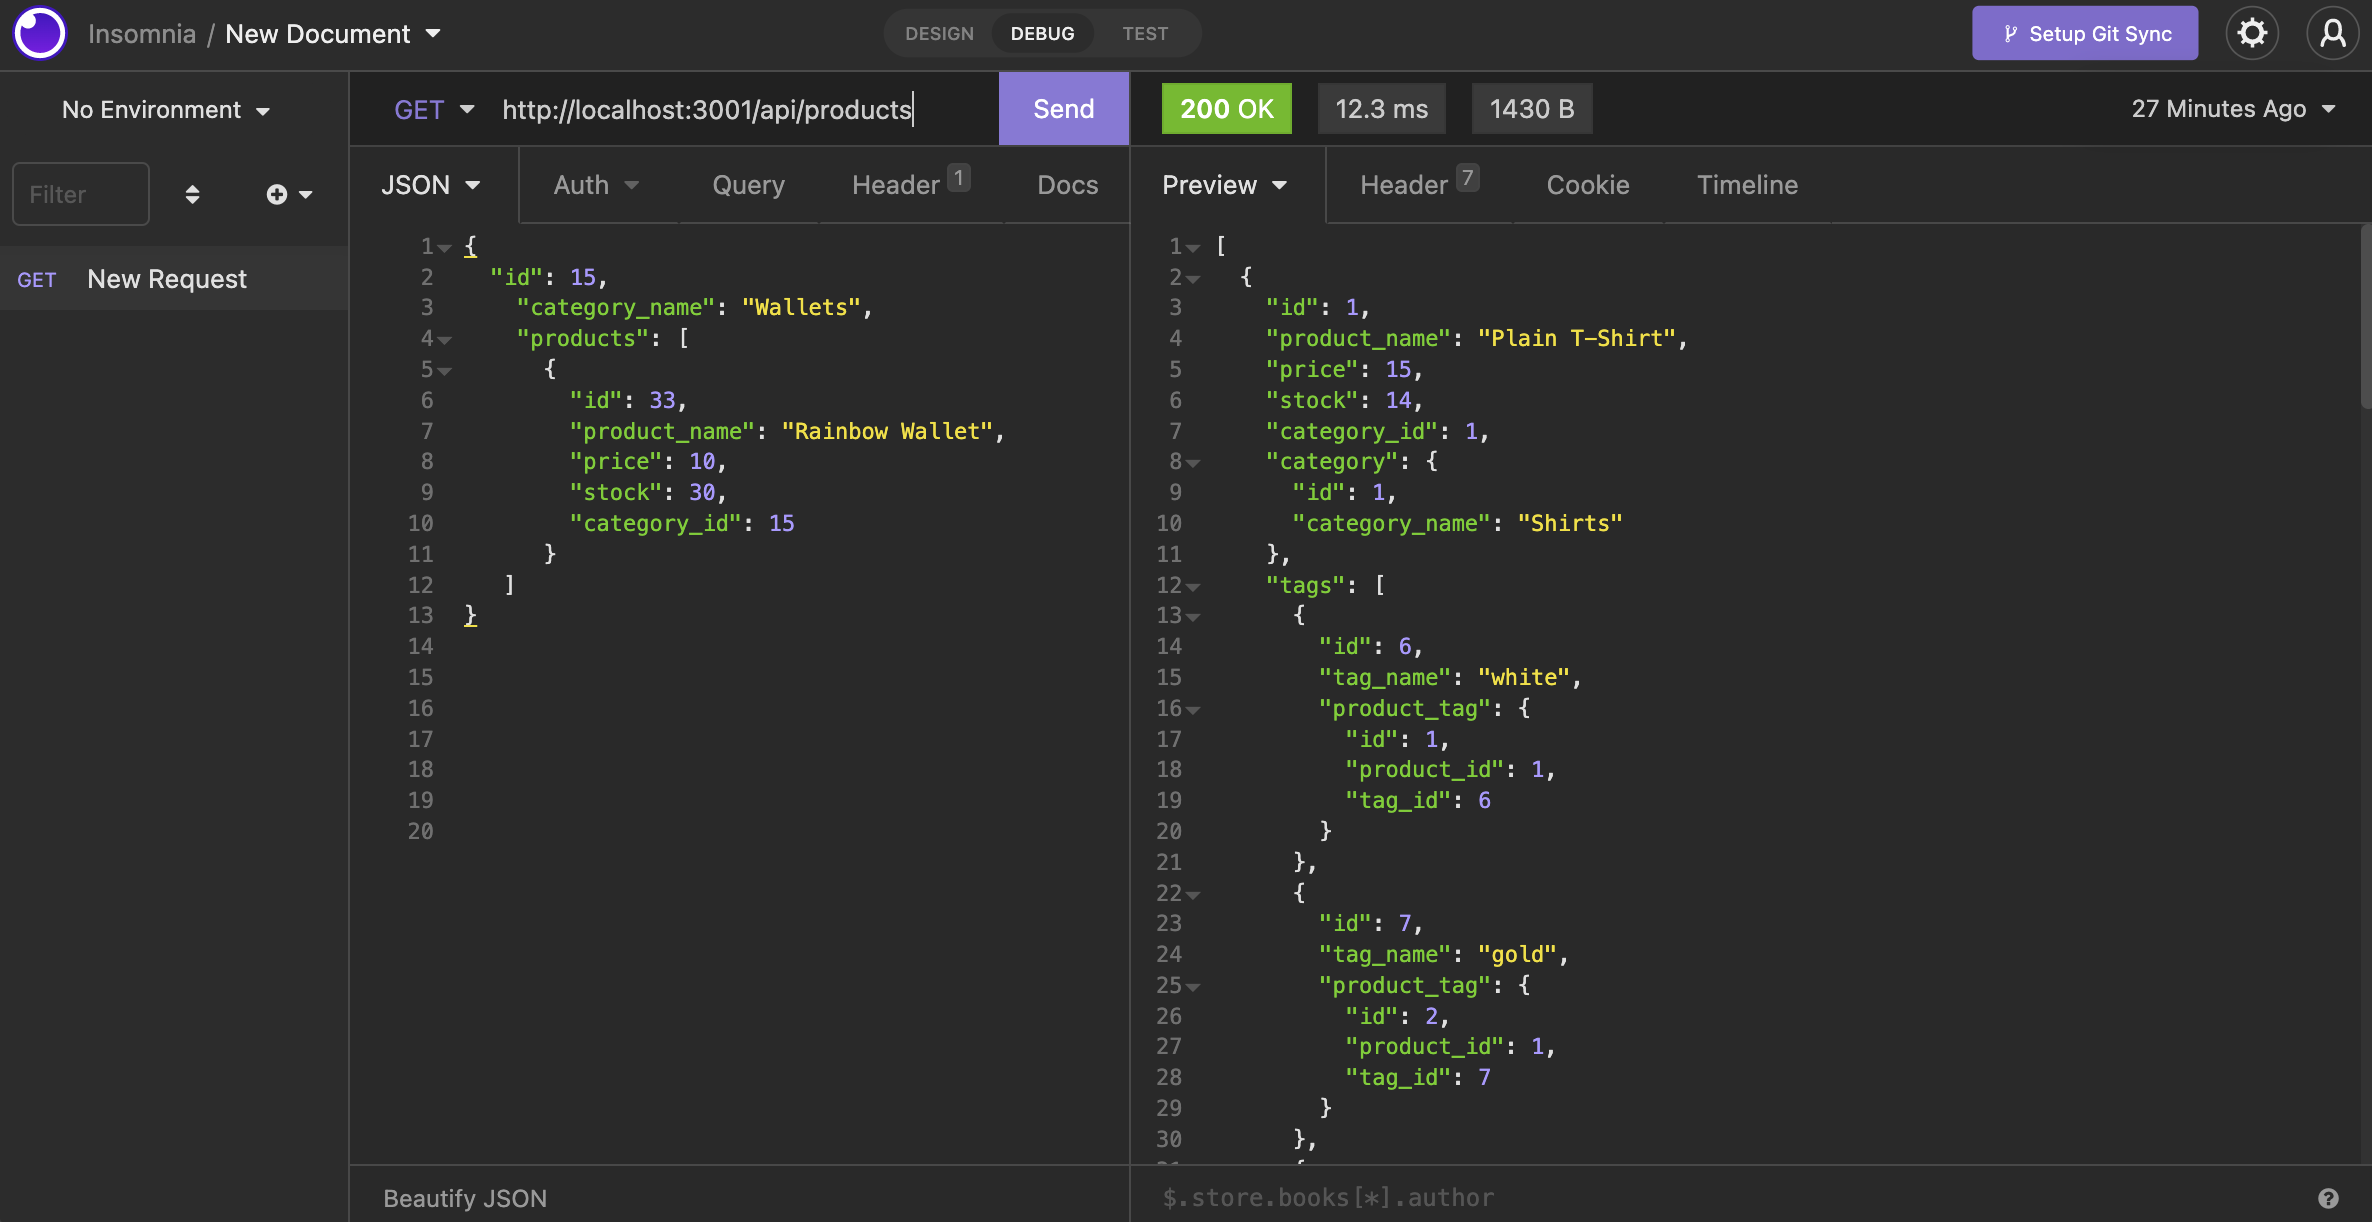 Insomnia / New Document
DESIGN DEBUG TEST
Setup Git Sync
No Environment
GET http://localhost:3001/api/products
Send
200 OK
12.3 ms
1430 B
27 Minutes Ago
Filter
GET New Request
JSON Auth Query Header 1 Docs
1 {
2 "id": 15,
3 "category_name": "Wallets",
4 "products": [
5 {
6 "id": 33,
7 "product_name": "Rainbow Wallet",
8 "price": 10,
9 "stock": 30,
10 "category_id": 15
11 }
12 ]
13 }
14
15
16
17
18
19
20
Beautify JSON
Preview Header 7 Cookie Timeline
1 [
2 {
3 "id": 1,
4 "product_name": "Plain T-Shirt",
5 "price": 15,
6 "stock": 14,
7 "category_id": 1,
8 "category": {
9 "id": 1,
10 "category_name": "Shirts"
11 },
12 "tags": [
13 {
14 "id": 6,
15 "tag_name": "white",
16 "product_tag": {
17 "id": 1,
18 "product_id": 1,
19 "tag_id": 6
20 }
21 },
22 {
23 "id": 7,
24 "tag_name": "gold",
25 "product_tag": {
26 "id": 2,
27 "product_id": 1,
28 "tag_id": 7
29 }
30 },
$.store.books[*].author